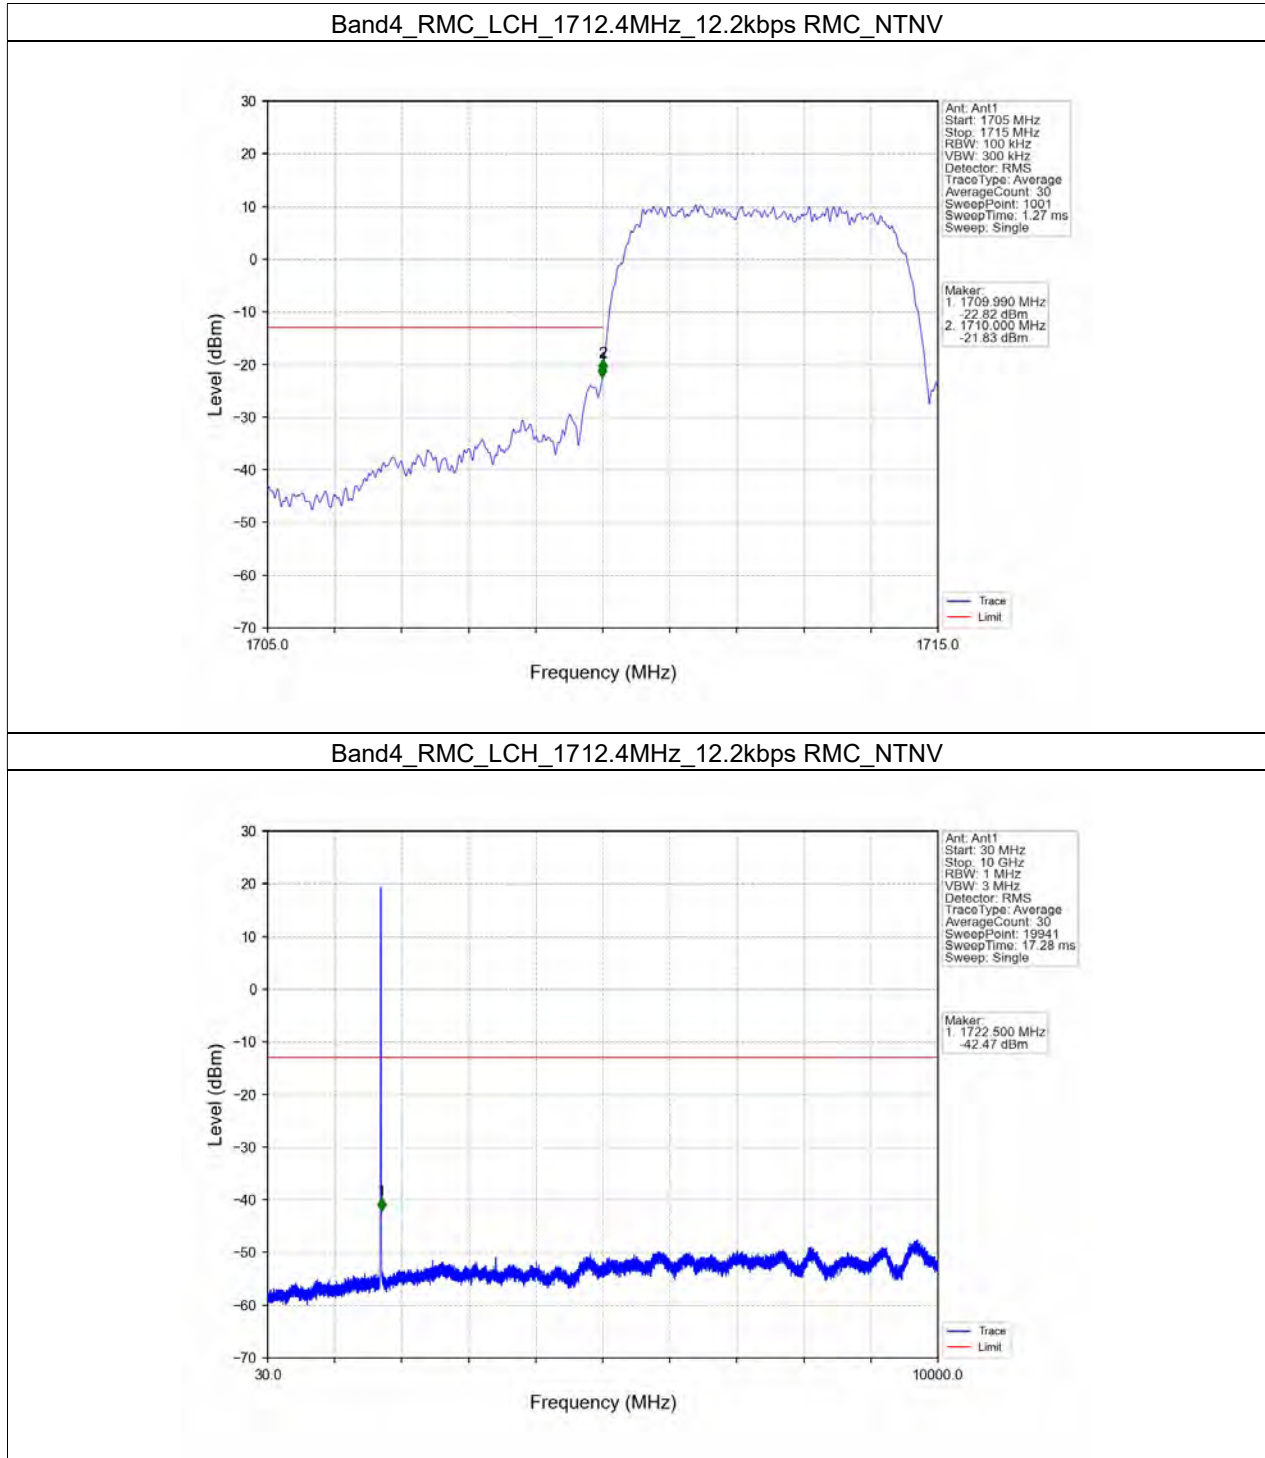 Band4_RMC_LCH_1712.4MHz_12.2kbps RMC_NTNV
30
20
10
0
−10
−20
−30
−40
−50
−60
−70
Level (dBm)
1705.0
1715.0
Frequency (MHz)
2
Ant: Ant1
Start: 1705 MHz
Stop: 1715 MHz
RBW: 100 kHz
VBW: 300 kHz
Detector: RMS
TraceType: Average
AverageCount: 30
SweepPoint: 1001
SweepTime: 1.27 ms
Sweep: Single
Maker:
1. 1709.990 MHz
-22.82 dBm
2. 1710.000 MHz
-21.83 dBm
Trace
Limit
Band4_RMC_LCH_1712.4MHz_12.2kbps RMC_NTNV
30
20
10
0
−10
−20
−30
−40
−50
−60
−70
Level (dBm)
30.0
10000.0
Frequency (MHz)
1
Ant: Ant1
Start: 30 MHz
Stop: 10 GHz
RBW: 1 MHz
VBW: 3 MHz
Detector: RMS
TraceType: Average
AverageCount: 30
SweepPoint: 19941
SweepTime: 17.28 ms
Sweep: Single
Maker:
1. 1722.500 MHz
-42.47 dBm
Trace
Limit